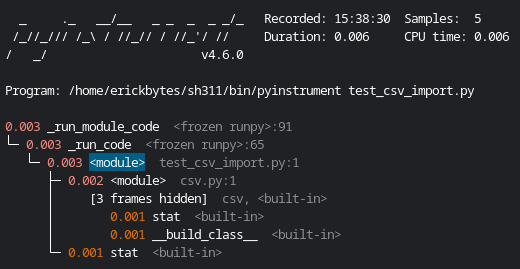 Recorded: 15:38:30 Samples: 5
Duration: 0.006 CPU time: 0.006
v4.6.0
Program: /home/erickbytes/sh311/bin/pyinstrument test_csv_import.py
0.003 _run_module_code <frozen runpy>:91
0.003 _run_code <frozen runpy>:65
0.003 <module> test_csv_import.py:1
0.002 <module> csv.py:1
[3 frames hidden] csv, <built-in>
0.001 stat <built-in>
0.001 __build_class__ <built-in>
0.001 stat <built-in>